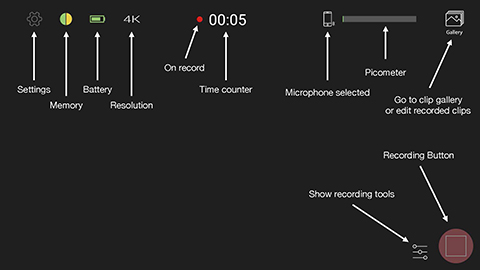 4K
00:05
Gallery
On record
Picometer
Settings
Battery
Time counter
Microphone selected
Memory
Resolution
Go to clip gallery
or edit recorded clips
Recording Button
Show recording tools